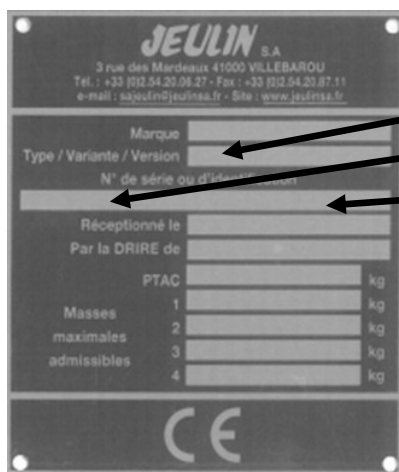 JEULIN S.A
3 rue des Mardeaux 41000 VILLEBAROU
Tél. : +33 (0)2.54.20.06.27 - Fax : +33 (0)2.54.20.87.11
e-mail : sajeulin@jeulinsa.fr - Site : www.jeulinsa.fr
Marque
Type / Variante / Version
N° de série ou d'identification
Réceptionné le
Par la DRIRE de
PTAC kg
Masses maximales admissibles
1 kg
2 kg
3 kg
4 kg
CE